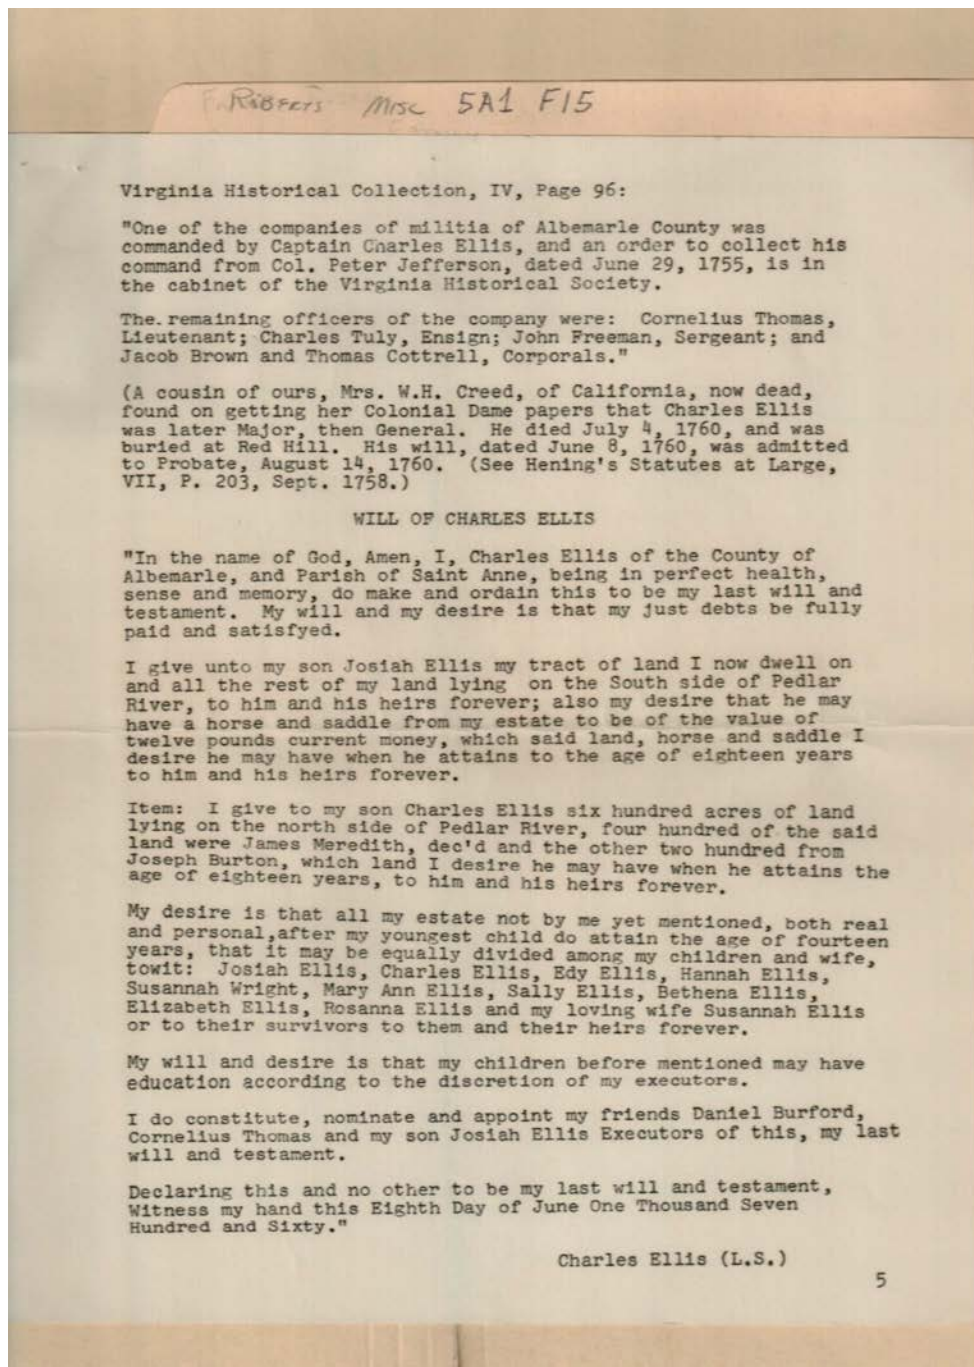 Roberts Misc 5A1 F15
Virginia Historical Collection, IV, Page 96:
"One of the companies of militia of Albemarle County was
commanded by Captain Charles Ellis, and an order to collect his
command from Col. Peter Jefferson, dated June 29, 1755, is in
the cabinet of the Virginia Historical Society.
The remaining officers of the company were: Cornelius Thomas,
Lieutenant; Charles Tuly, Ensign; John Freeman, Sergeant; and
Jacob Brown and Thomas Cottrell, Corporals."
(A cousin of ours, Mrs. W.H. Creed, of California, now dead,
found on getting her Colonial Dame papers that Charles Ellis
was later Major, then General. He died July 4, 1760, and was
buried at Red Hill. His will, dated June 8, 1760, was admitted
to Probate, August 14, 1760. (See Hening's Statutes at Large,
VII, P. 203, Sept. 1758.)
WILL OF CHARLES ELLIS
"In the name of God, Amen, I, Charles Ellis of the County of
Albemarle, and Parish of Saint Anne, being in perfect health,
sense and memory, do make and ordain this to be my last will and
testament. My will and my desire is that my just debts be fully
paid and satisfyed.
I give unto my son Josiah Ellis my tract of land I now dwell on
and all the rest of my land lying on the South side of Pedlar
River, to him and his heirs forever; also my desire that he may
have a horse and saddle from my estate to be of the value of
twelve pounds current money, which said land, horse and saddle I
desire he may have when he attains to the age of eighteen years
to him and his heirs forever.
Item: I give to my son Charles Ellis six hundred acres of land
lying on the north side of Pedlar River, four hundred of the said
land were James Meredith, dec'd and the other two hundred from
Joseph Burton, which land I desire he may have when he attains the
age of eighteen years, to him and his heirs forever.
My desire is that all my estate not by me yet mentioned, both real
and personal,after my youngest child do attain the age of fourteen
years, that it may be equally divided among my children and wife,
towit: Josiah Ellis, Charles Ellis, Edy Ellis, Hannah Ellis,
Susannah Wright, Mary Ann Ellis, Sally Ellis, Bethena Ellis,
Elizabeth Ellis, Rosanna Ellis and my loving wife Susannah Ellis
or to their survivors to them and their heirs forever.
My will and desire is that my children before mentioned may have
education according to the discretion of my executors.
I do constitute, nominate and appoint my friends Daniel Burford,
Cornelius Thomas and my son Josiah Ellis Executors of this, my last
will and testament.
Declaring this and no other to be my last will and testament,
Witness my hand this Eighth Day of June One Thousand Seven
Hundred and Sixty."
Charles Ellis (L.S.)
5